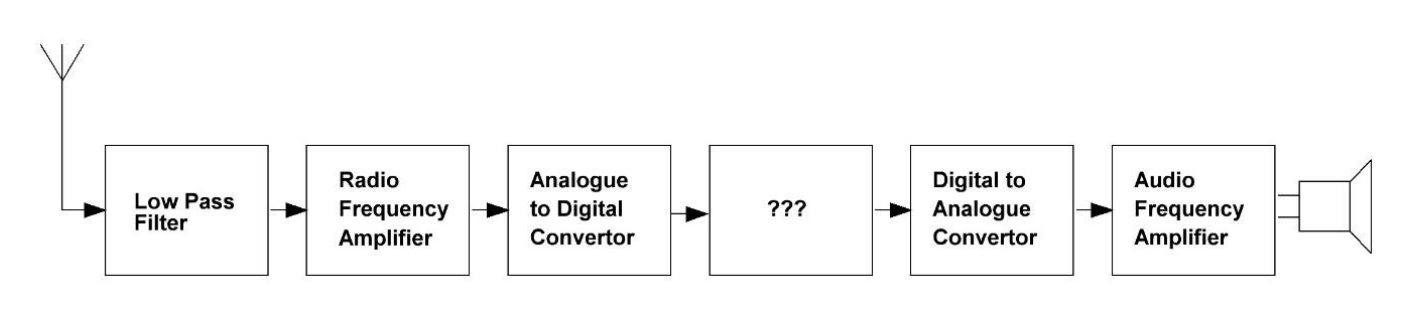 Low Pass
Filter
Radio
Frequency
Amplifier
Analogue
to Digital
Convertor
???
Digital to
Analogue
Convertor
Audio
Frequency
Amplifier